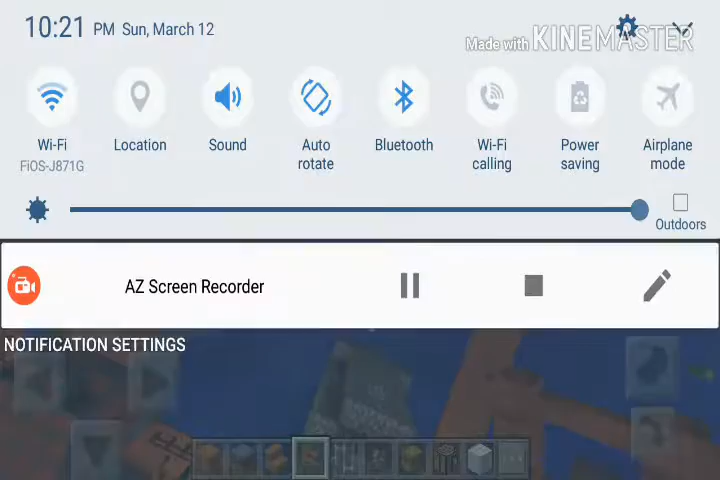 10:21 PM Sun, March 12
Made with KINEMASTER
Wi-Fi
FiOS-J871G
Location
Sound
Auto
rotate
Bluetooth
Wi-Fi
calling
Power
saving
Airplane
mode
Outdoors
AZ Screen Recorder
NOTIFICATION SETTINGS